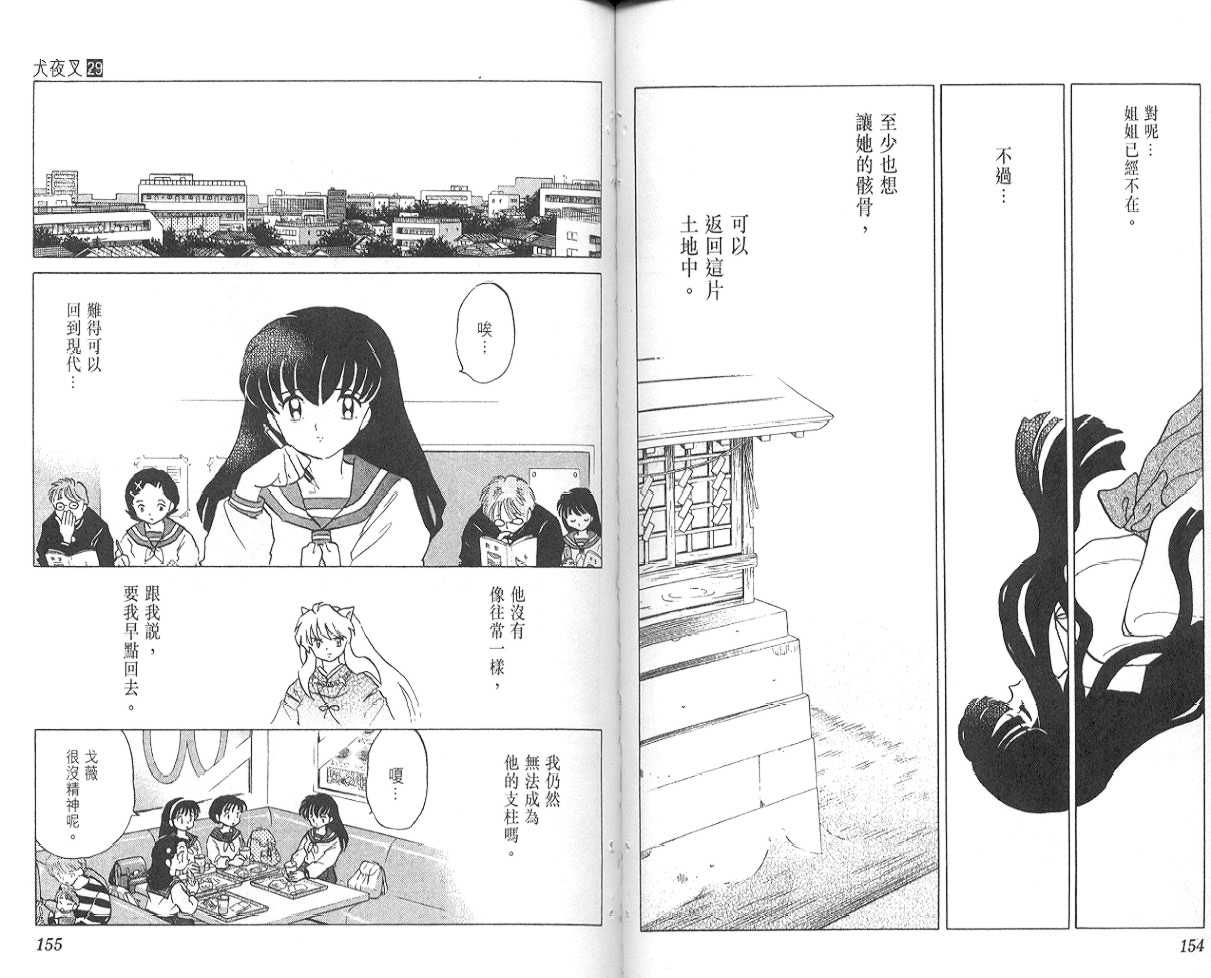 對呢…
姐姐已經不在。
不過…
至少也想
讓她的骸骨，
可以
返回這片
土地中。
154
犬夜叉 29
唉…
難得可以
回到現代…
他沒有
像往常一樣，
跟我說，
要我早點回去。
我仍然
無法成為
他的支柱嗎。
嗄…
戈薇
很沒精神呢。
155